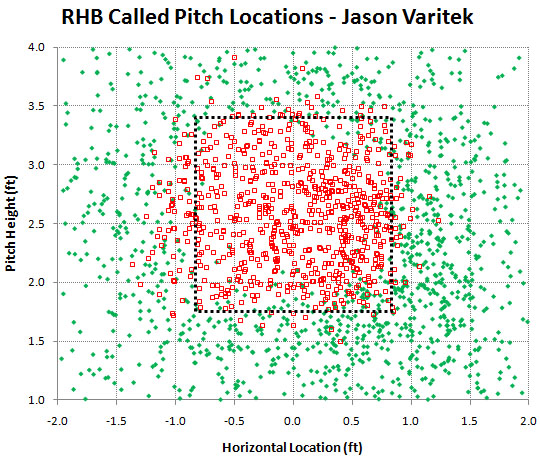 RHB Called Pitch Locations - Jason Varitek
4.0
3.5
3.0
2.5
2.0
1.5
1.0
Pitch Height (ft)
-2.0 -1.5 -1.0 -0.5 0.0 0.5 1.0 1.5 2.0
Horizontal Location (ft)